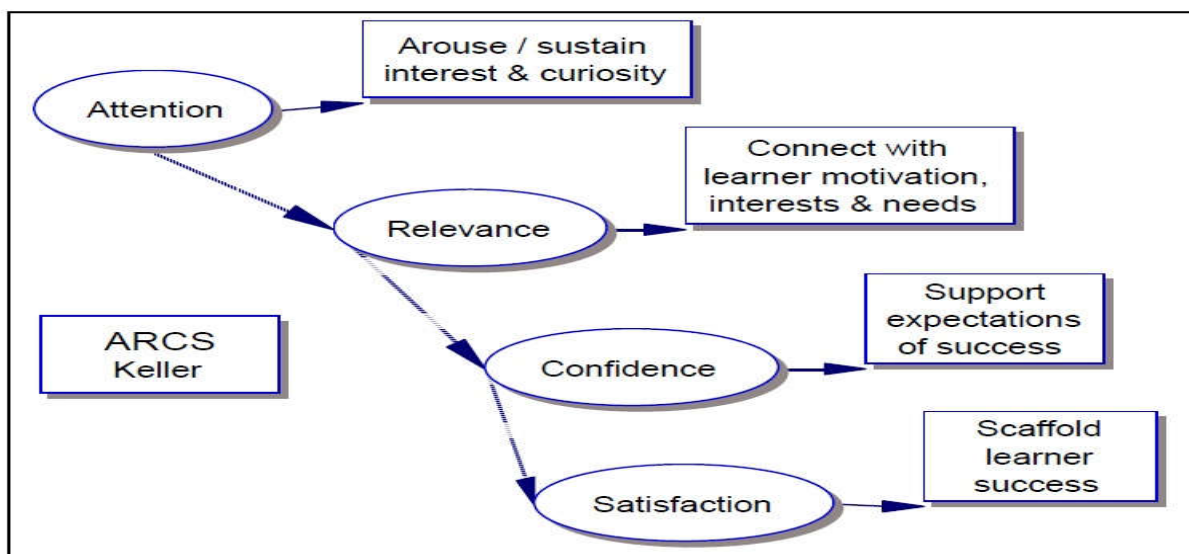 Attention
Arouse / sustain
interest & curiosity
Relevance
Connect with
learner motivation,
interests & needs
ARCS
Keller
Confidence
Support
expectations
of success
Satisfaction
Scaffold
learner
success